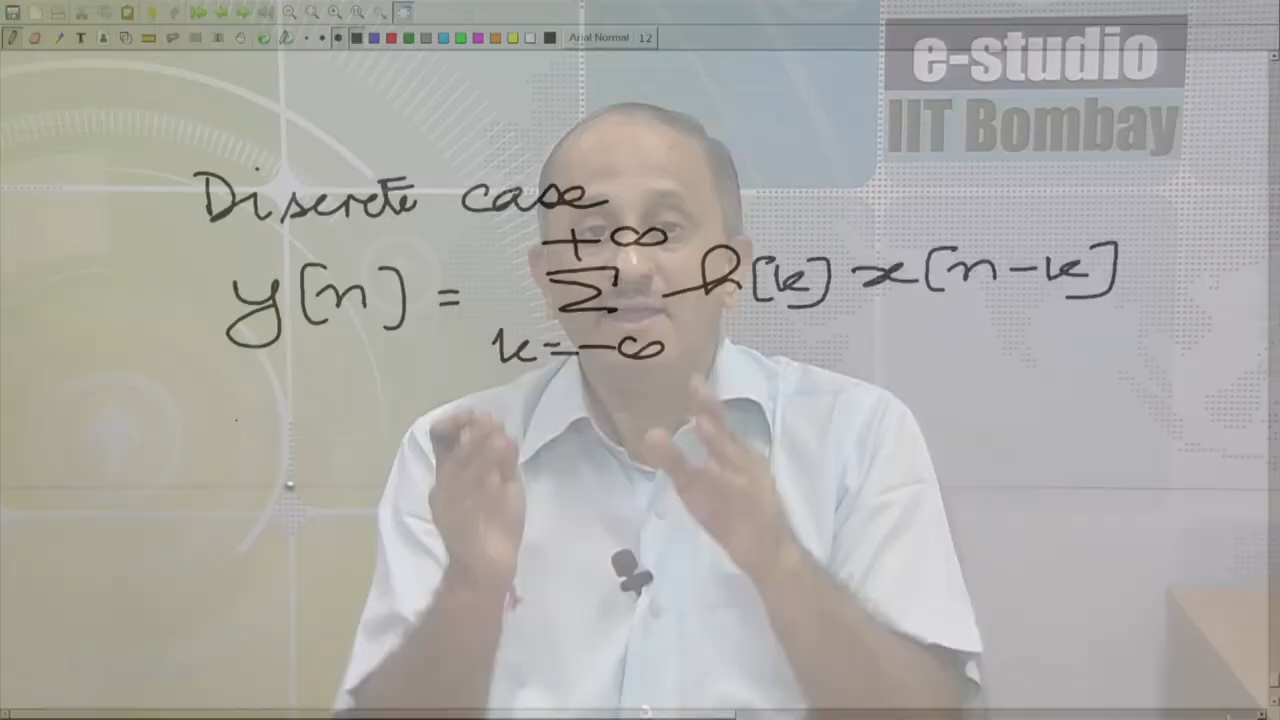 Arial Normal 12
e-studio
IIT Bombay
Discrete case
+∞
y[n] = Σ h[k] x[n-k]
k=-∞